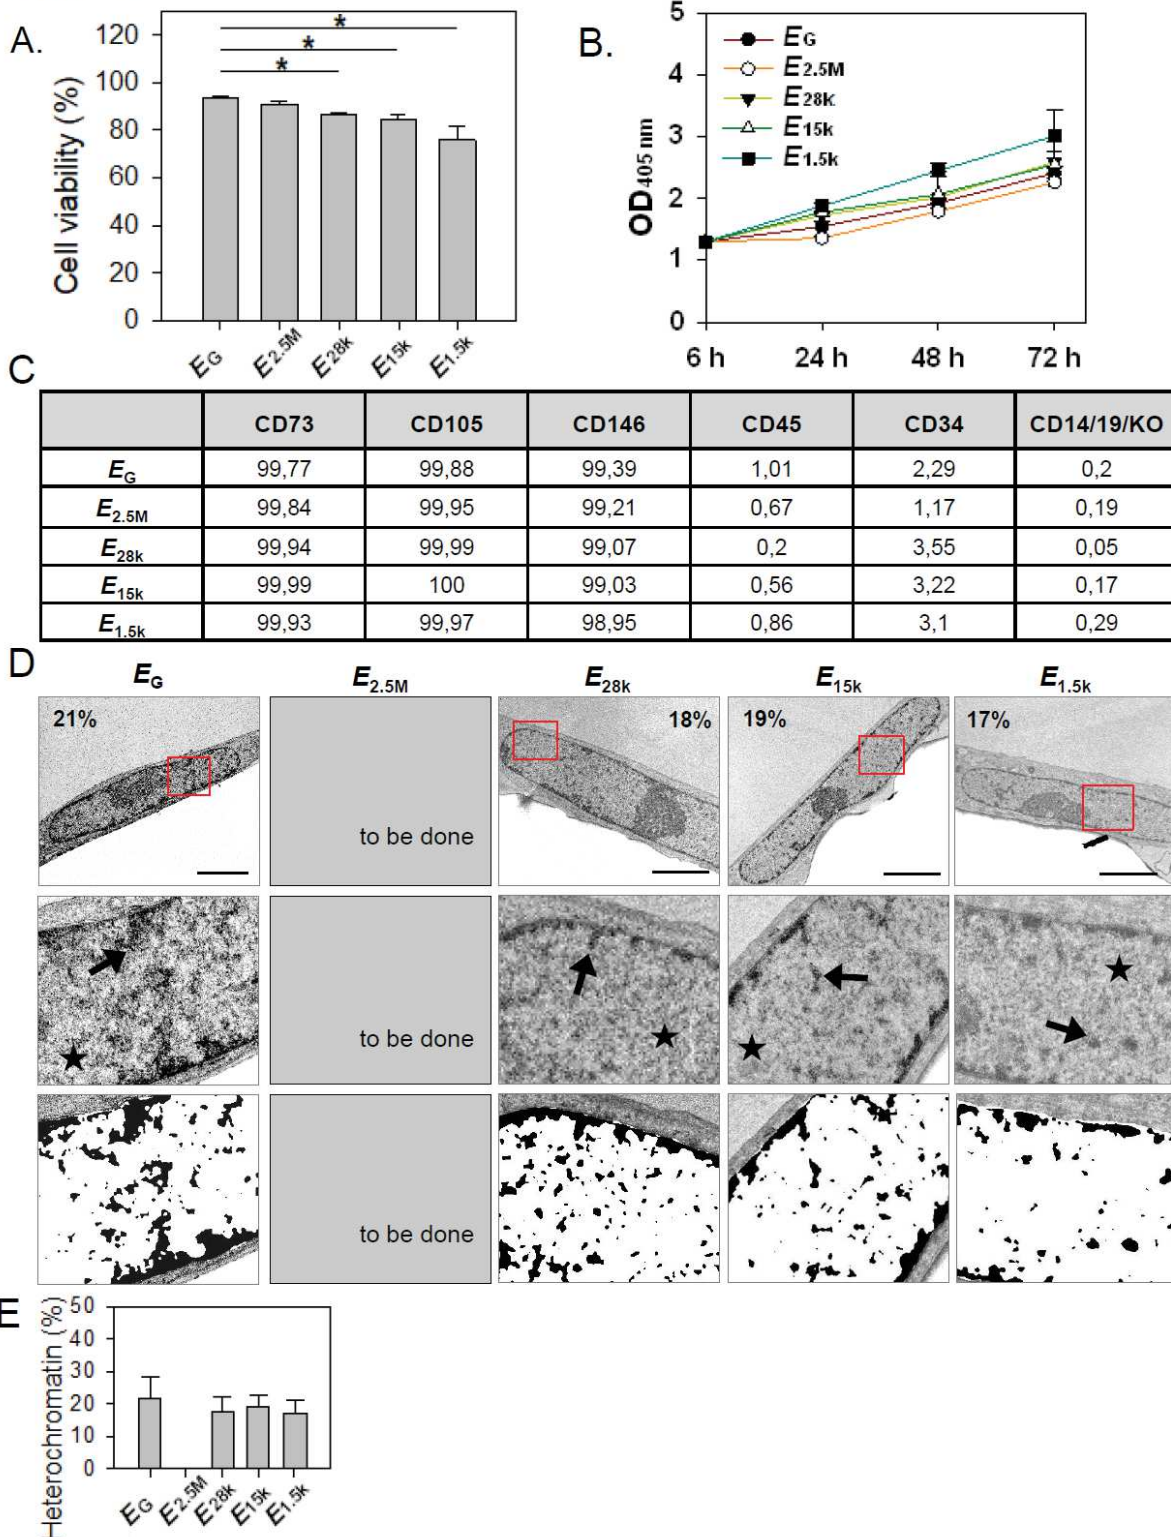 A.
Cell viability (%)
120
100
80
60
40
20
0
*
*
*
EG E2.5M E28k E15k E1.5k
B.
OD405 nm
5
4
3
2
1
0
EG
E2.5M
E28k
E15k
E1.5k
6 h 24 h 48 h 72 h
C
CD73 CD105 CD146 CD45 CD34 CD14/19/KO
EG 99,77 99,88 99,39 1,01 2,29 0,2
E2.5M 99,84 99,95 99,21 0,67 1,17 0,19
E28k 99,94 99,99 99,07 0,2 3,55 0,05
E15k 99,99 100 99,03 0,56 3,22 0,17
E1.5k 99,93 99,97 98,95 0,86 3,1 0,29
D
EG E2.5M E28k E15k E1.5k
21% 18% 19% 17%
to be done
to be done
to be done
E
Heterochromatin (%)
50
40
30
20
10
0
EG E2.5M E28k E15k E1.5k